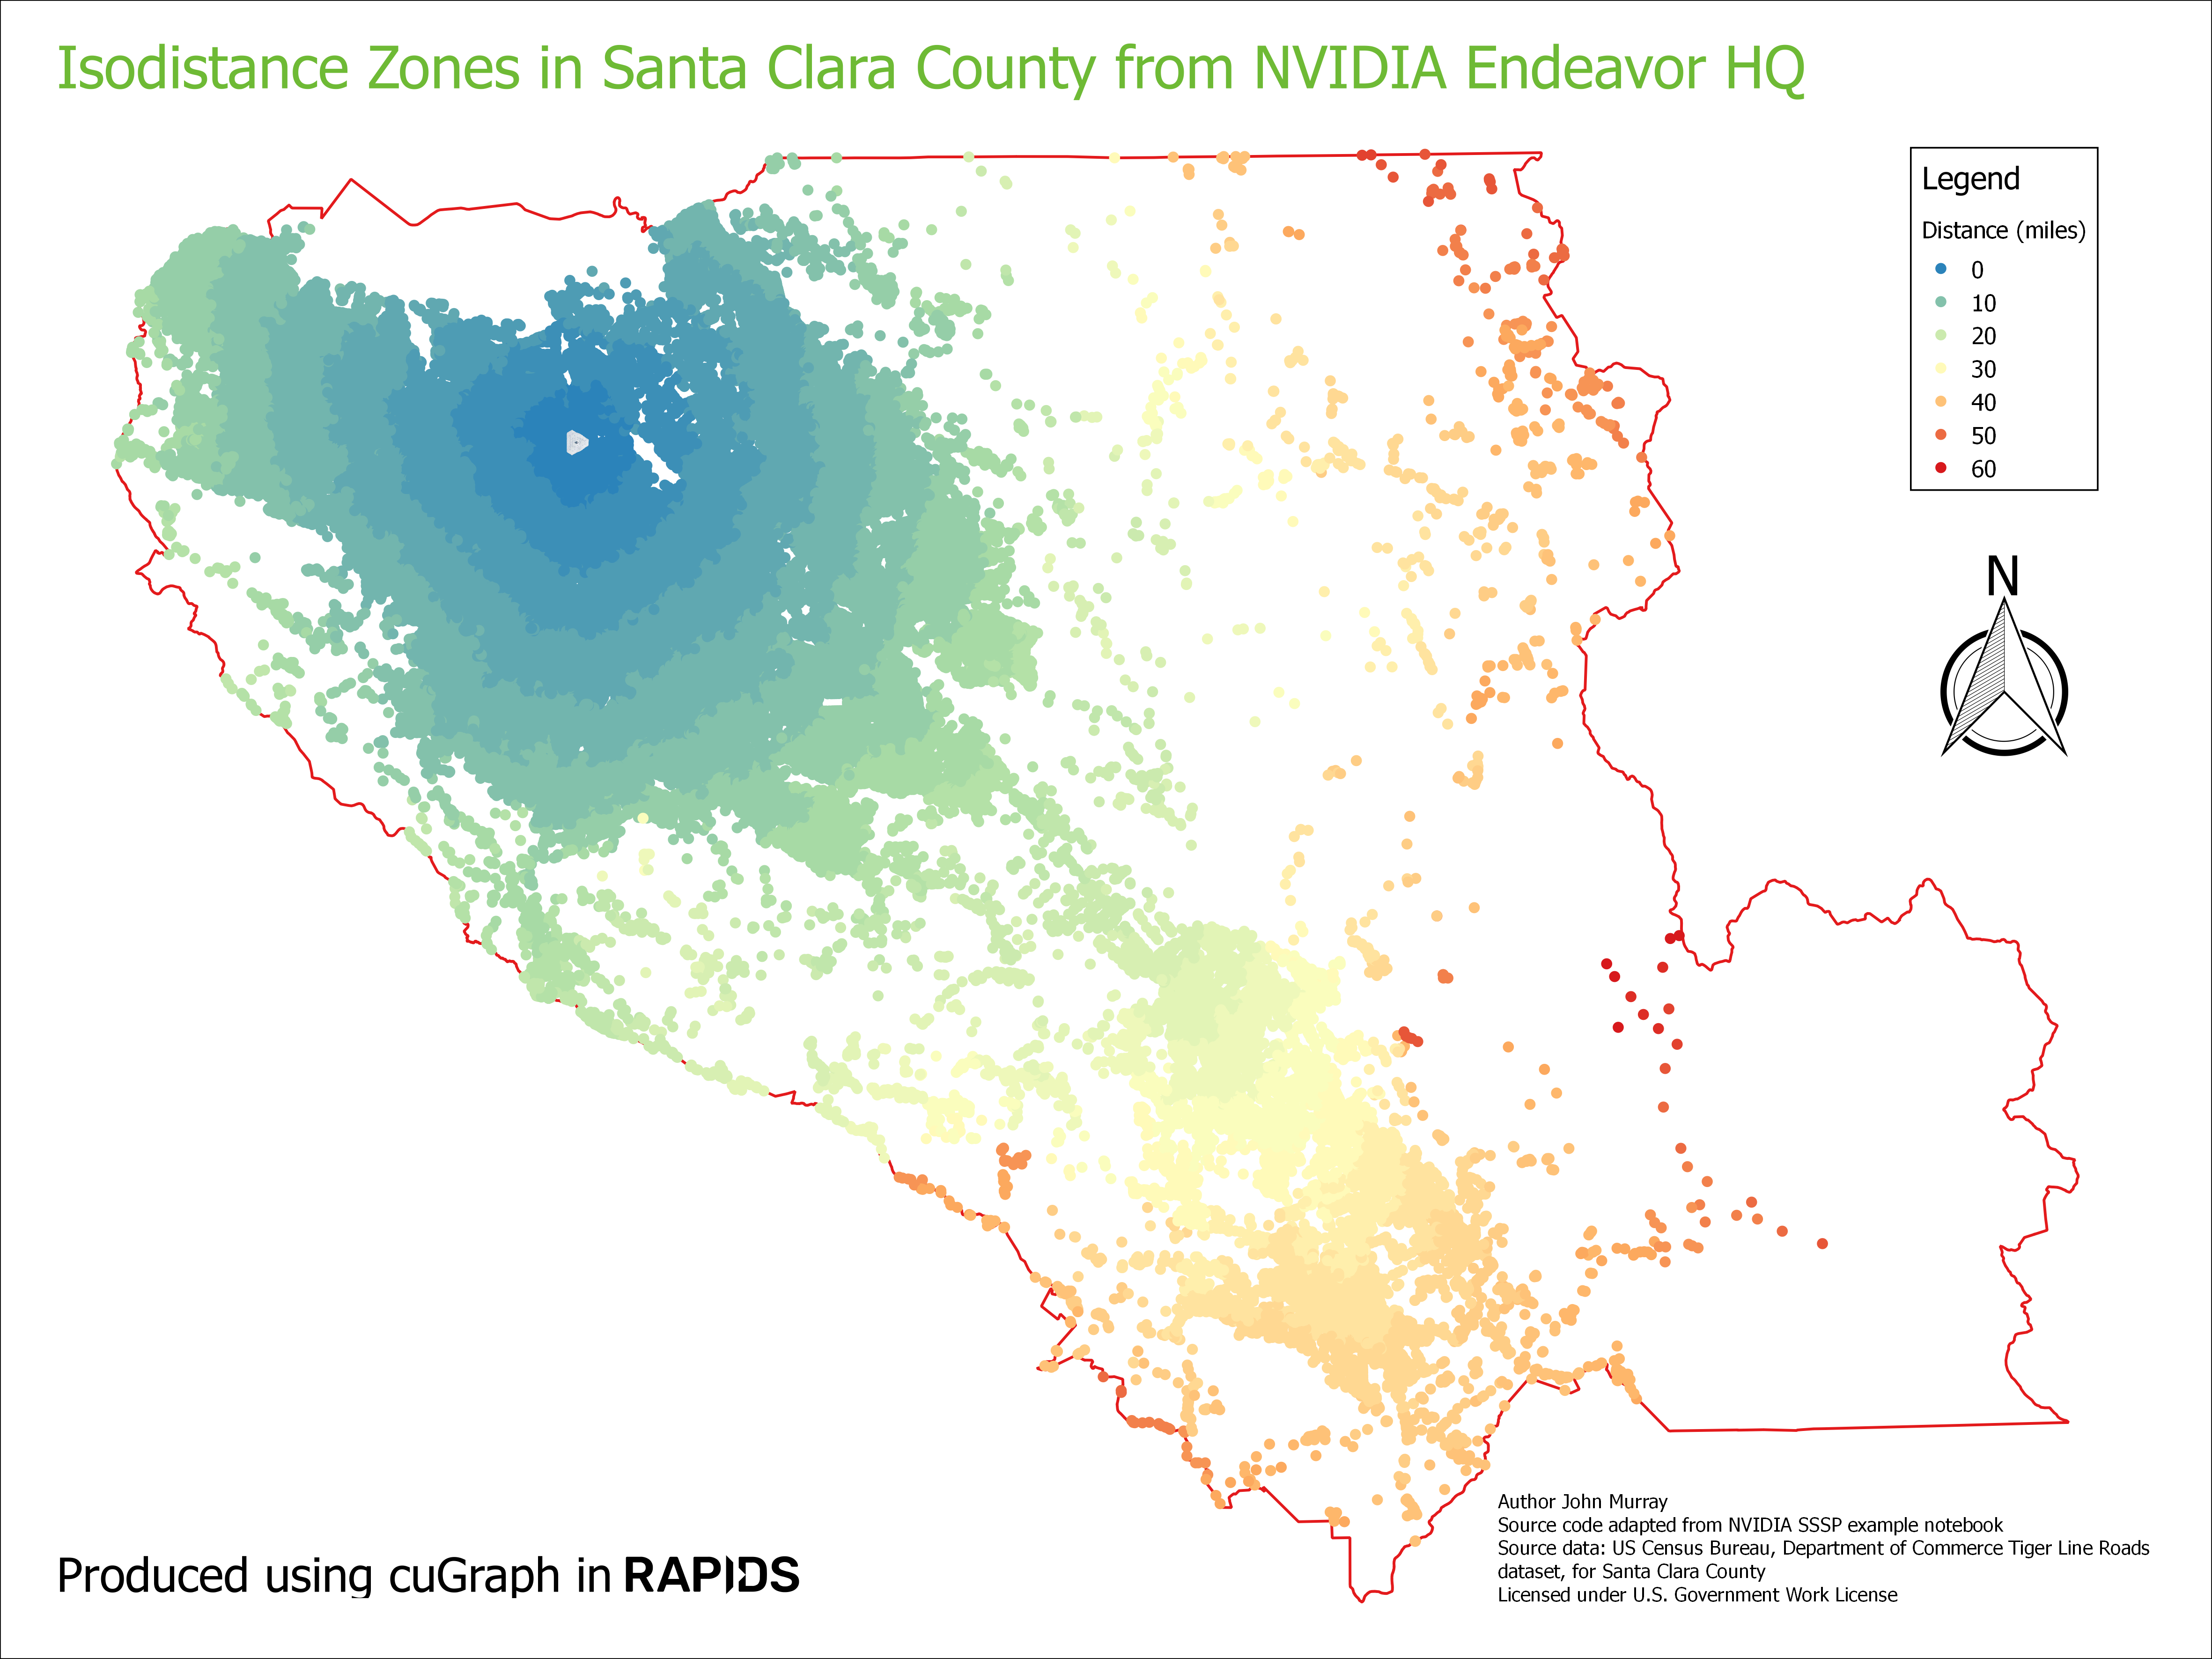 Isodistance Zones in Santa Clara County from NVIDIA Endeavor HQ
Legend
Distance (miles)
0
10
20
30
40
50
60
N
Author John Murray
Source code adapted from NVIDIA SSSP example notebook
Source data: US Census Bureau, Department of Commerce Tiger Line Roads
dataset, for Santa Clara County
Licensed under U.S. Government Work License
Produced using cuGraph in RAPIDS